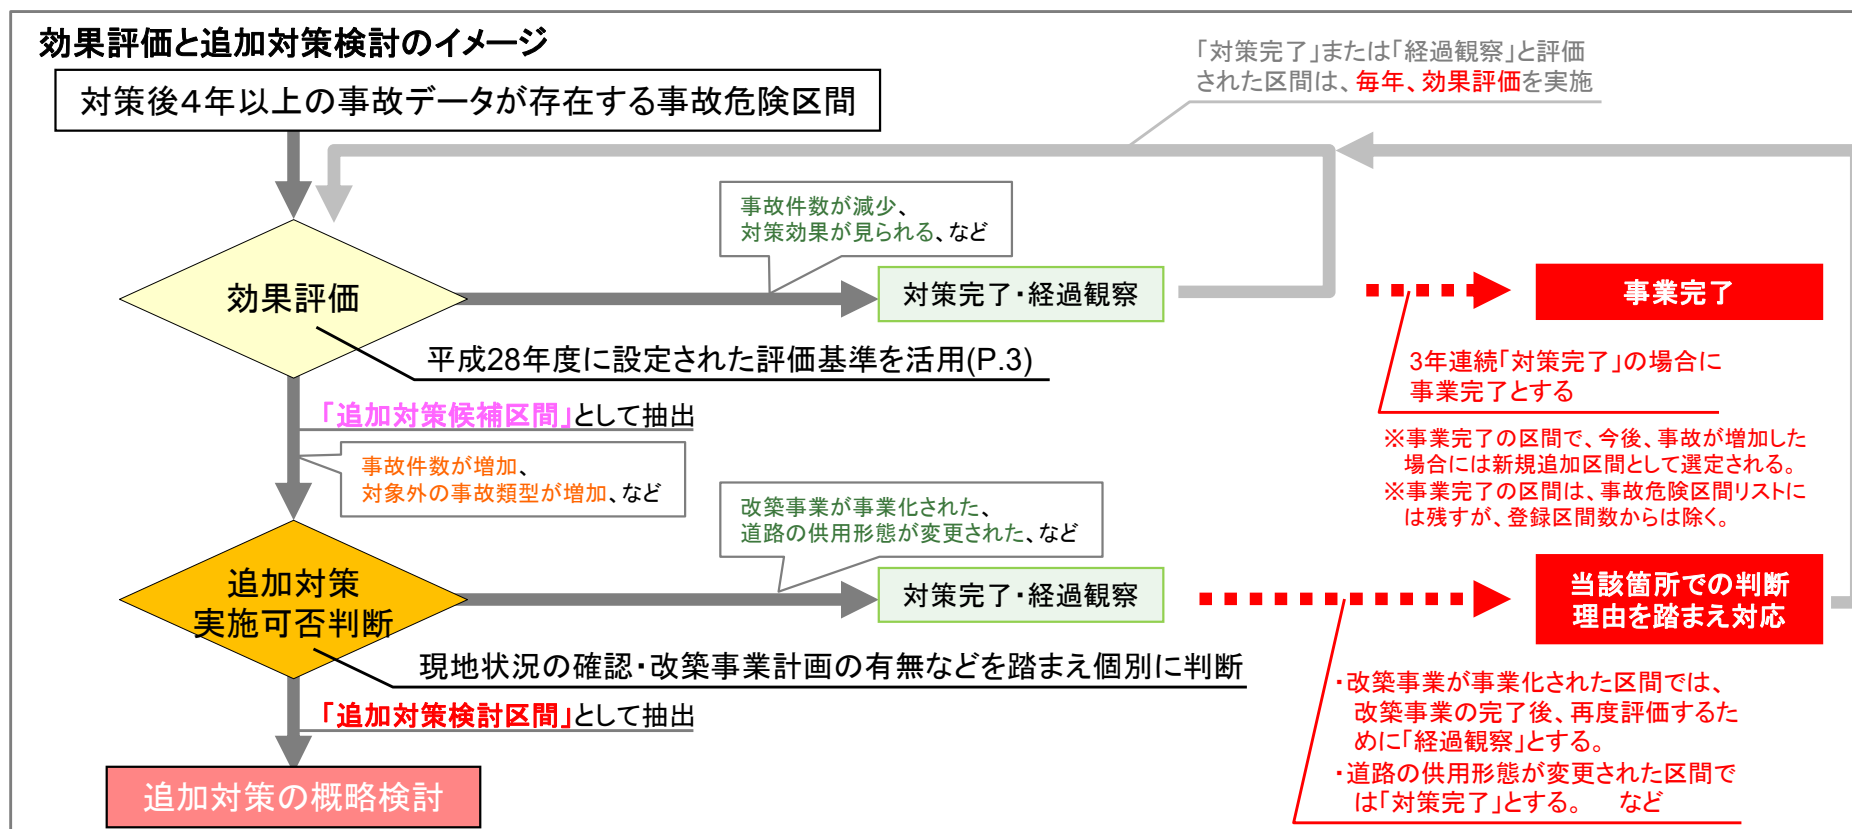 効果評価と追加対策検討のイメージ
対策後4年以上の事故データが存在する事故危険区間
「対策完了」または「経過観察」と評価
された区間は、毎年、効果評価を実施
事故件数が減少、
対策効果が見られる、など
効果評価
対策完了・経過観察
事業完了
平成28年度に設定された評価基準を活用(P.3)
3年連続「対策完了」の場合に
事業完了とする
「追加対策候補区間」として抽出
※事業完了の区間で、今後、事故が増加した
場合には新規追加区間として選定される。
※事業完了の区間は、事故危険区間リストに
は残すが、登録区間数からは除く。
事故件数が増加、
対象外の事故類型が増加、など
改築事業が事業化された、
道路の供用形態が変更された、など
追加対策
実施可否判断
対策完了・経過観察
当該箇所での判断
理由を踏まえ対応
現地状況の確認・改築事業計画の有無などを踏まえ個別に判断
「追加対策検討区間」として抽出
・改築事業が事業化された区間では、
改築事業の完了後、再度評価するた
めに「経過観察」とする。
・道路の供用形態が変更された区間で
は「対策完了」とする。　など
追加対策の概略検討